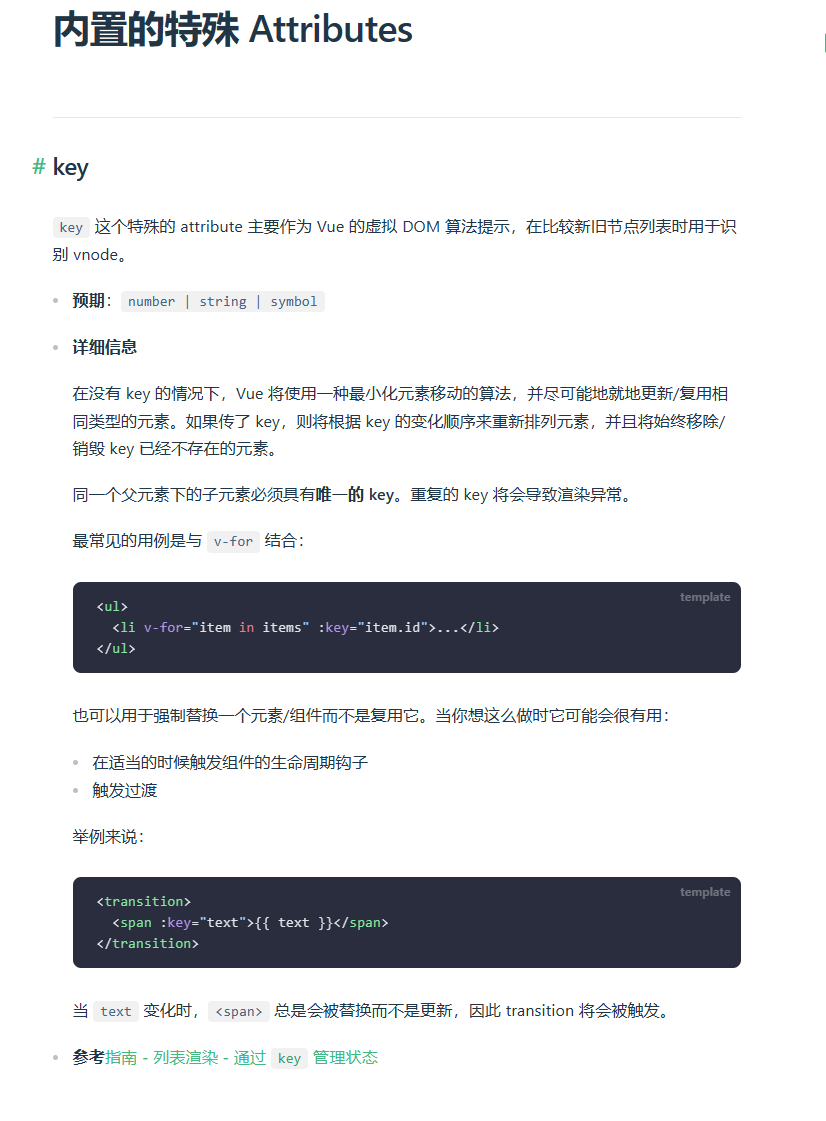 内置的特殊 Attributes
# key
key 这个特殊的 attribute 主要作为 Vue 的虚拟 DOM 算法提示，在比较新旧节点列表时用于识
别 vnode。
预期：number | string | symbol
详细信息
在没有 key 的情况下，Vue 将使用一种最小化元素移动的算法，并尽可能地就地更新/复用相
同类型的元素。如果传了 key，则将根据 key 的变化顺序来重新排列元素，并且将始终移除/
销毁 key 已经不存在的元素。
同一个父元素下的子元素必须具有唯一的 key。重复的 key 将会导致渲染异常。
最常见的用例是与 v-for 结合：
template
<ul>
  <li v-for="item in items" :key="item.id">...</li>
</ul>
也可以用于强制替换一个元素/组件而不是复用它。当你想这么做时它可能会很有用：
在适当的时候触发组件的生命周期钩子
触发过渡
举例来说：
template
<transition>
  <span :key="text">{{ text }}</span>
</transition>
当 text 变化时，<span> 总是会被替换而不是更新，因此 transition 将会被触发。
参考指南 - 列表渲染 - 通过 key 管理状态